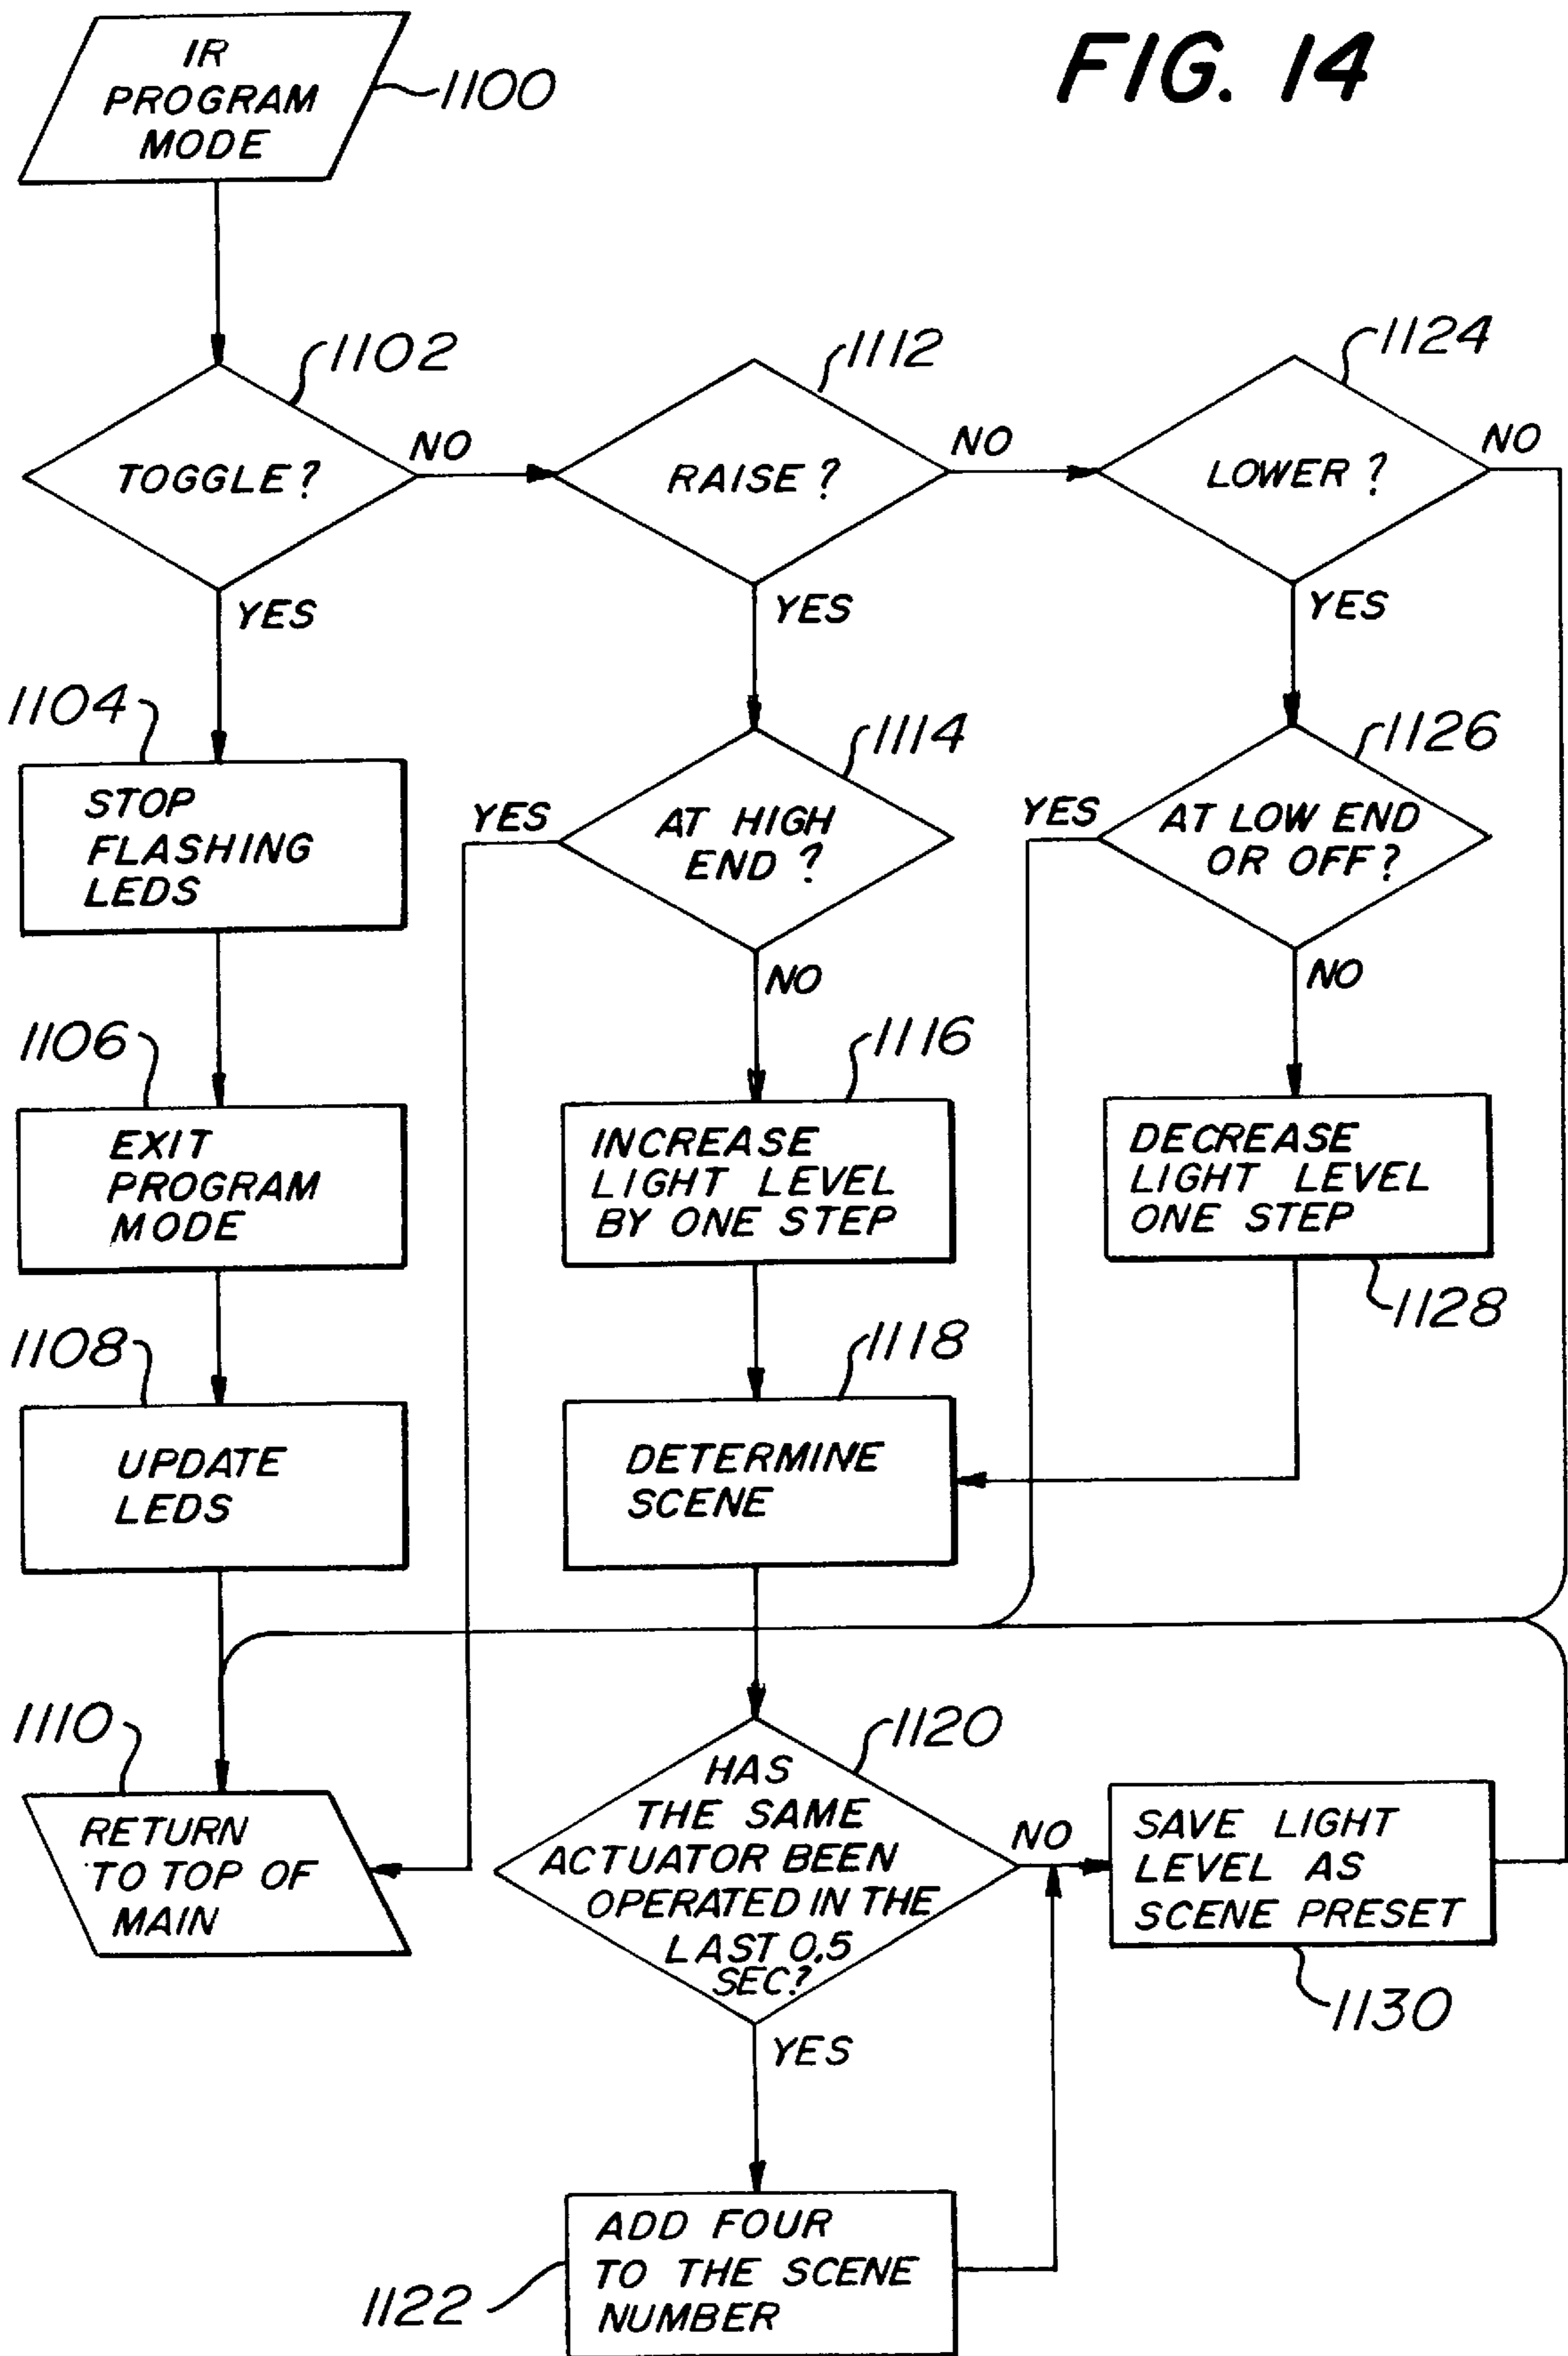 FIG. 14
IR
PROGRAM
MODE
1100
1102
TOGGLE?
NO
YES
1112
RAISE?
NO
YES
1124
LOWER?
NO
YES
1104
STOP
FLASHING
LEDS
1114
AT HIGH
END?
YES
NO
1126
AT LOW END
OR OFF?
YES
NO
1106
EXIT
PROGRAM
MODE
1116
INCREASE
LIGHT LEVEL
BY ONE STEP
DECREASE
LIGHT LEVEL
ONE STEP
1128
1108
UPDATE
LEDS
1118
DETERMINE
SCENE
1110
RETURN
TO TOP OF
MAIN
1120
HAS
THE SAME
ACTUATOR BEEN
OPERATED IN THE
LAST 0.5
SEC?
NO
YES
SAVE LIGHT
LEVEL AS
SCENE PRESET
1130
1122
ADD FOUR
TO THE SCENE
NUMBER